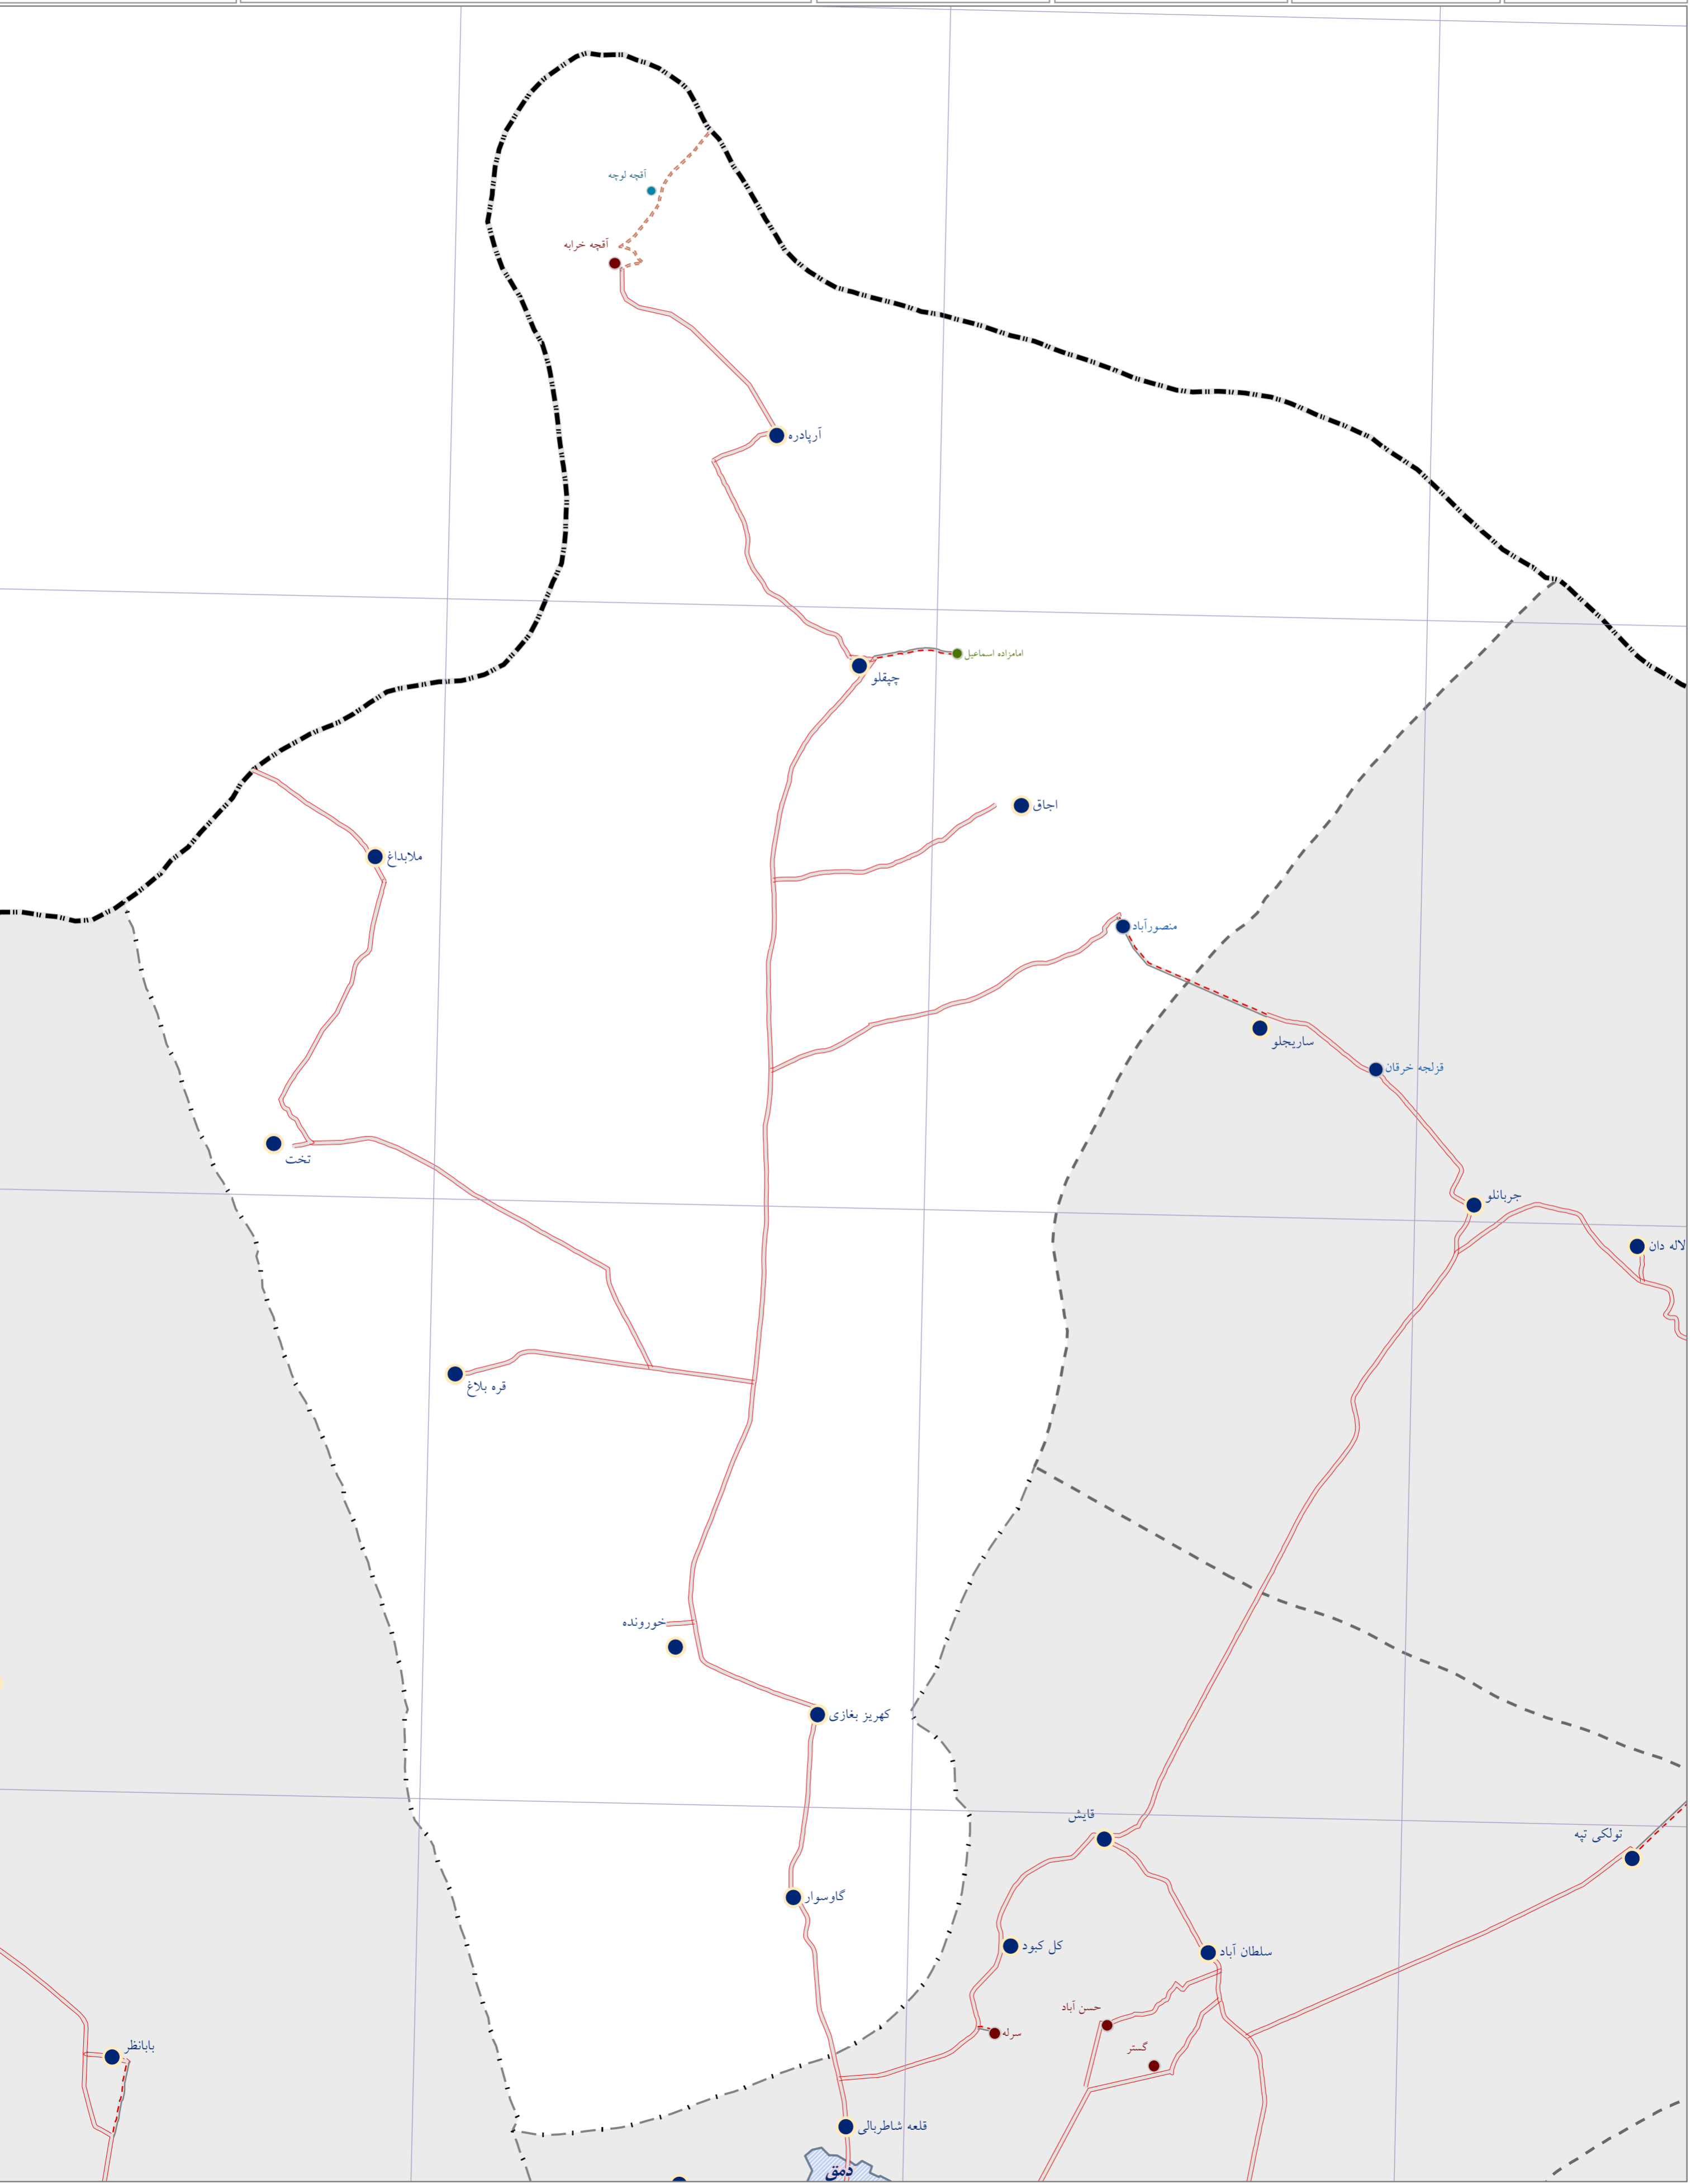 آقچه لوچه
آقچه خرابه
آرپادره
امامزاده اسماعیل
چپقلو
اجاق
ملابداغ
منصورآباد
ساریجلو
قزلجه خرقان
تخت
جربانلو
لاله دان
قره بلاغ
خورونده
کهریز بغازی
قایش
تولکی تپه
گاوسوار
کل کبود
سلطان آباد
حسن آباد
سرله
گستر
بابانظر
قلعه شاطربالی
دمق